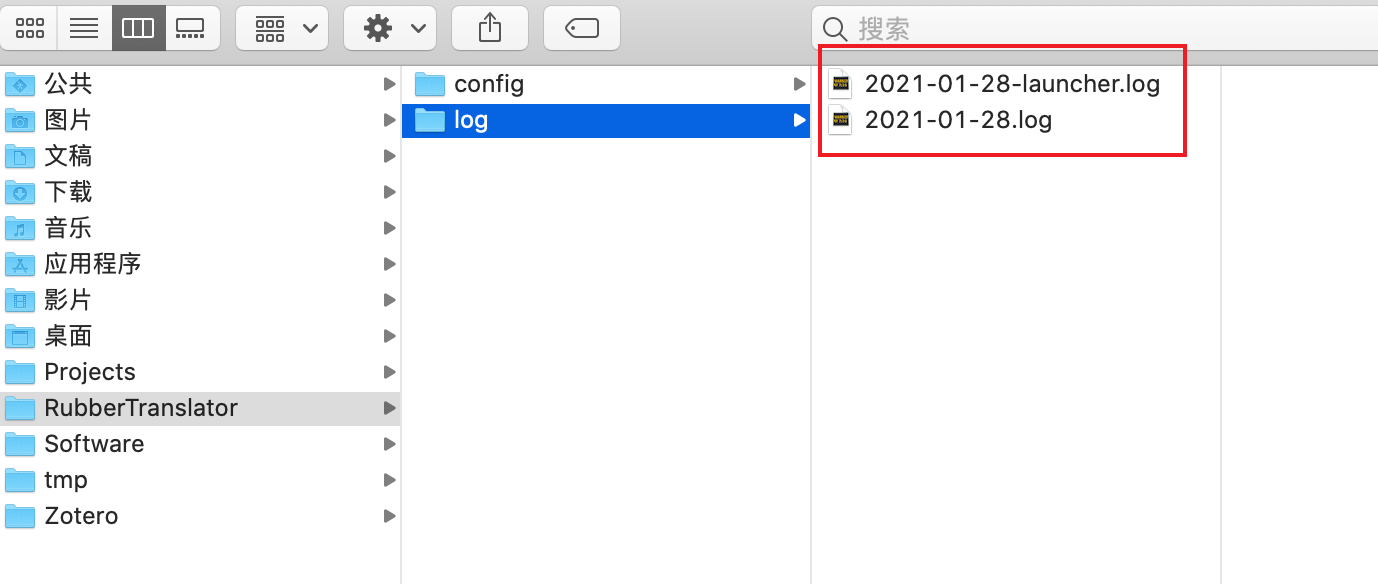 搜索
公共
图片
文稿
下载
音乐
应用程序
影片
桌面
Projects
RubberTranslator
Software
tmp
Zotero
config
log
2021-01-28-launcher.log
2021-01-28.log